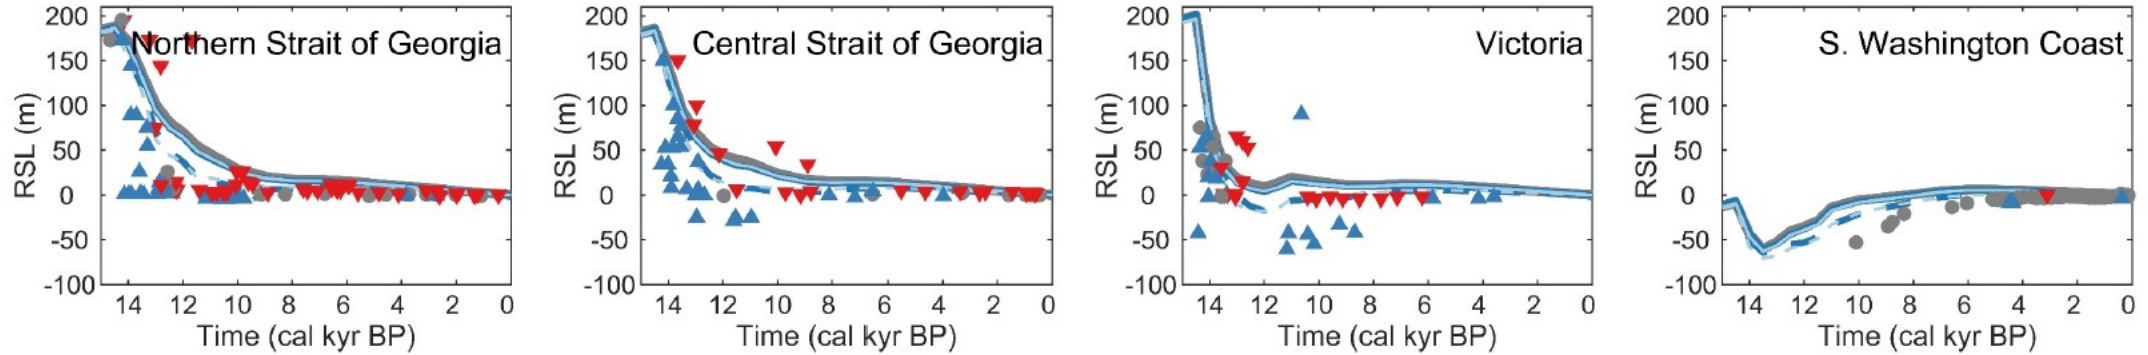 Northern Strait of Georgia
200
150
100
50
0
-50
-100
RSL (m)
14 12 10 8 6 4 2 0
Time (cal kyr BP)
Central Strait of Georgia
200
150
100
50
0
-50
-100
RSL (m)
14 12 10 8 6 4 2 0
Time (cal kyr BP)
Victoria
200
150
100
50
0
-50
-100
RSL (m)
14 12 10 8 6 4 2 0
Time (cal kyr BP)
S. Washington Coast
200
150
100
50
0
-50
-100
RSL (m)
14 12 10 8 6 4 2 0
Time (cal kyr BP)